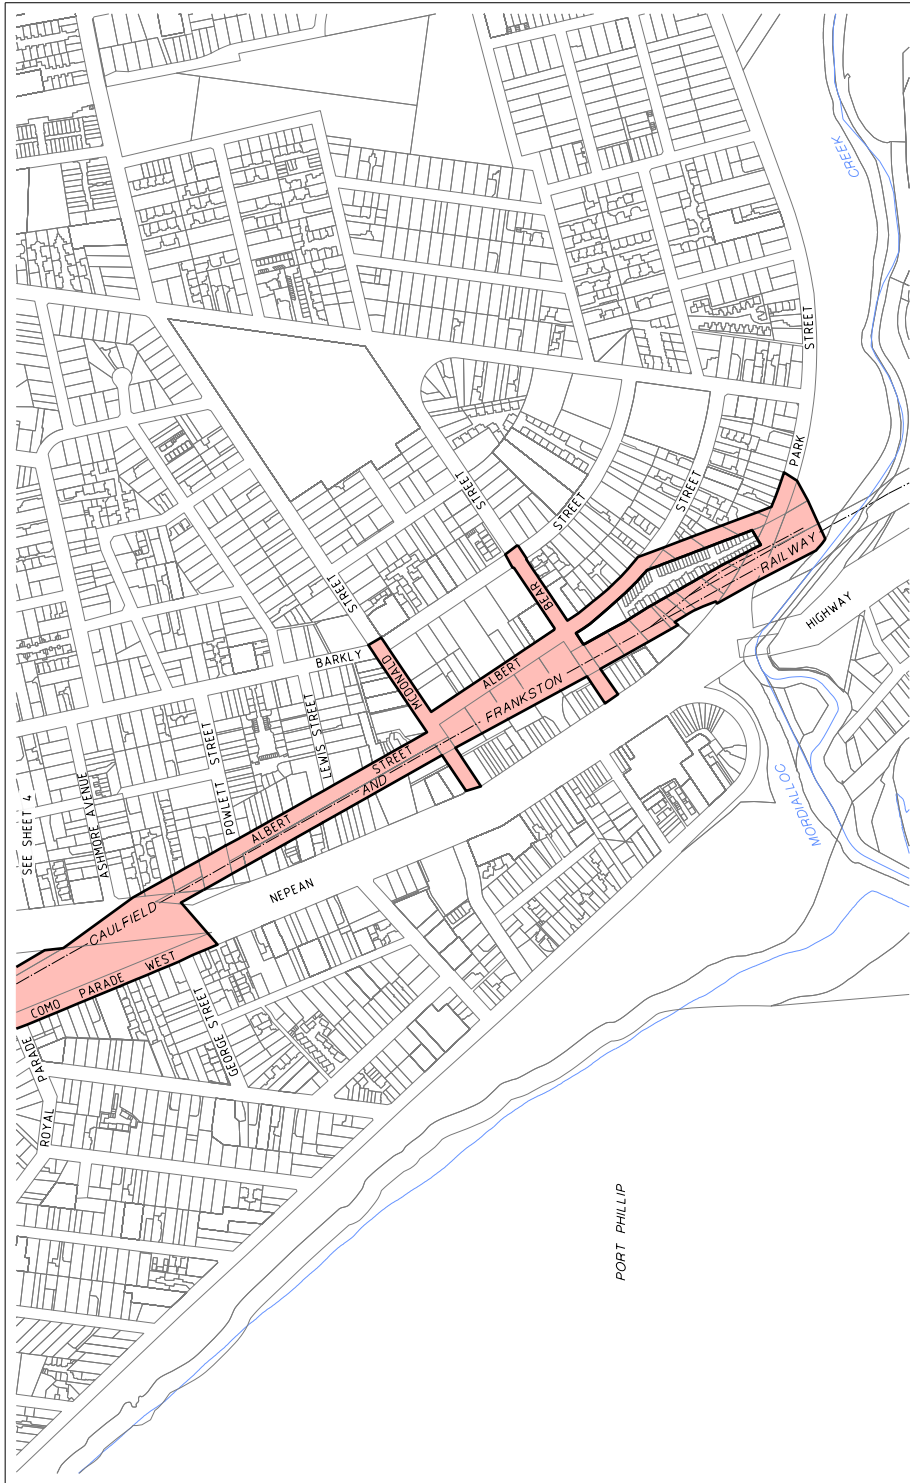 CREEK
STREET
PARK
STREET
STREET
STREET
STREET
BEAR
RAILWAY
HIGHWAY
BARKLY
MCDONALD
ALBERT
FRANKSTON
LEWIS STREET
STREET
AND
POWLETT STREET
ALBERT
SEE SHEET 4
ASHMORE AVENUE
NEPEAN
MORDIALLOC
CAULFIELD
COMO PARADE WEST
GEORGE STREET
ROYAL PARADE
PORT PHILLIP